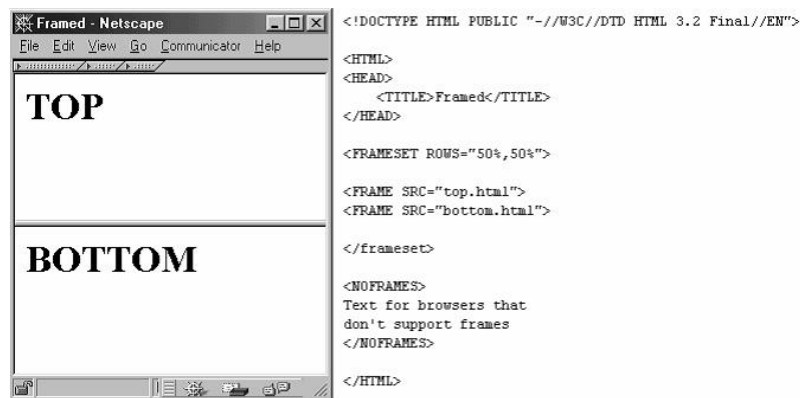 Framed - Netscape
File Edit View Go Communicator Help
TOP
BOTTOM
<!DOCTYPE HTML PUBLIC "-//W3C//DTD HTML 3.2 Final//EN">
<HTML>
<HEAD>
<TITLE>Framed</TITLE>
</HEAD>
<FRAMESET ROWS="50%,50%">
<FRAME SRC="top.html">
<FRAME SRC="bottom.html">
</frameset>
<NOFRAMES>
Text for browsers that
don't support frames
</NOFRAMES>
</HTML>